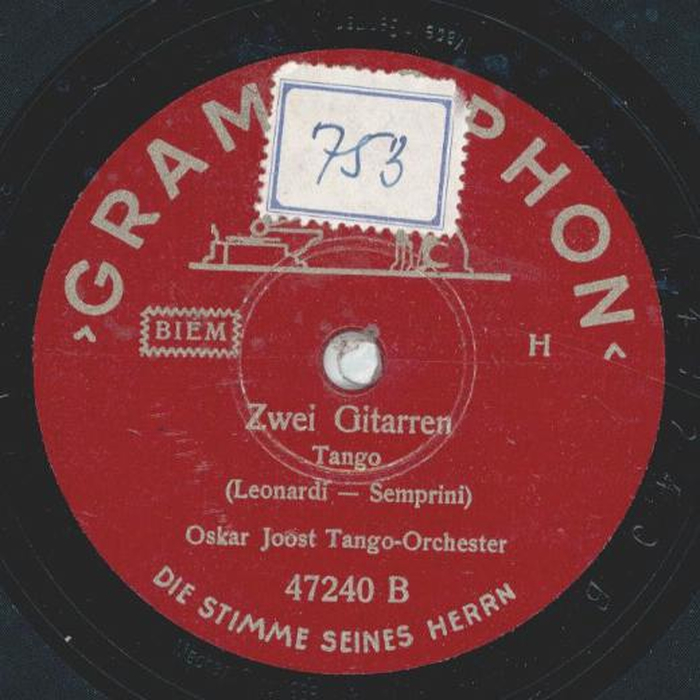 GRAM PHON
753
BIEM
H
Zwei Gitarren
Tango
(Leonardi — Semprini)
Oskar Joost Tango-Orchester
47240 B
DIE STIMME SEINES HERRN